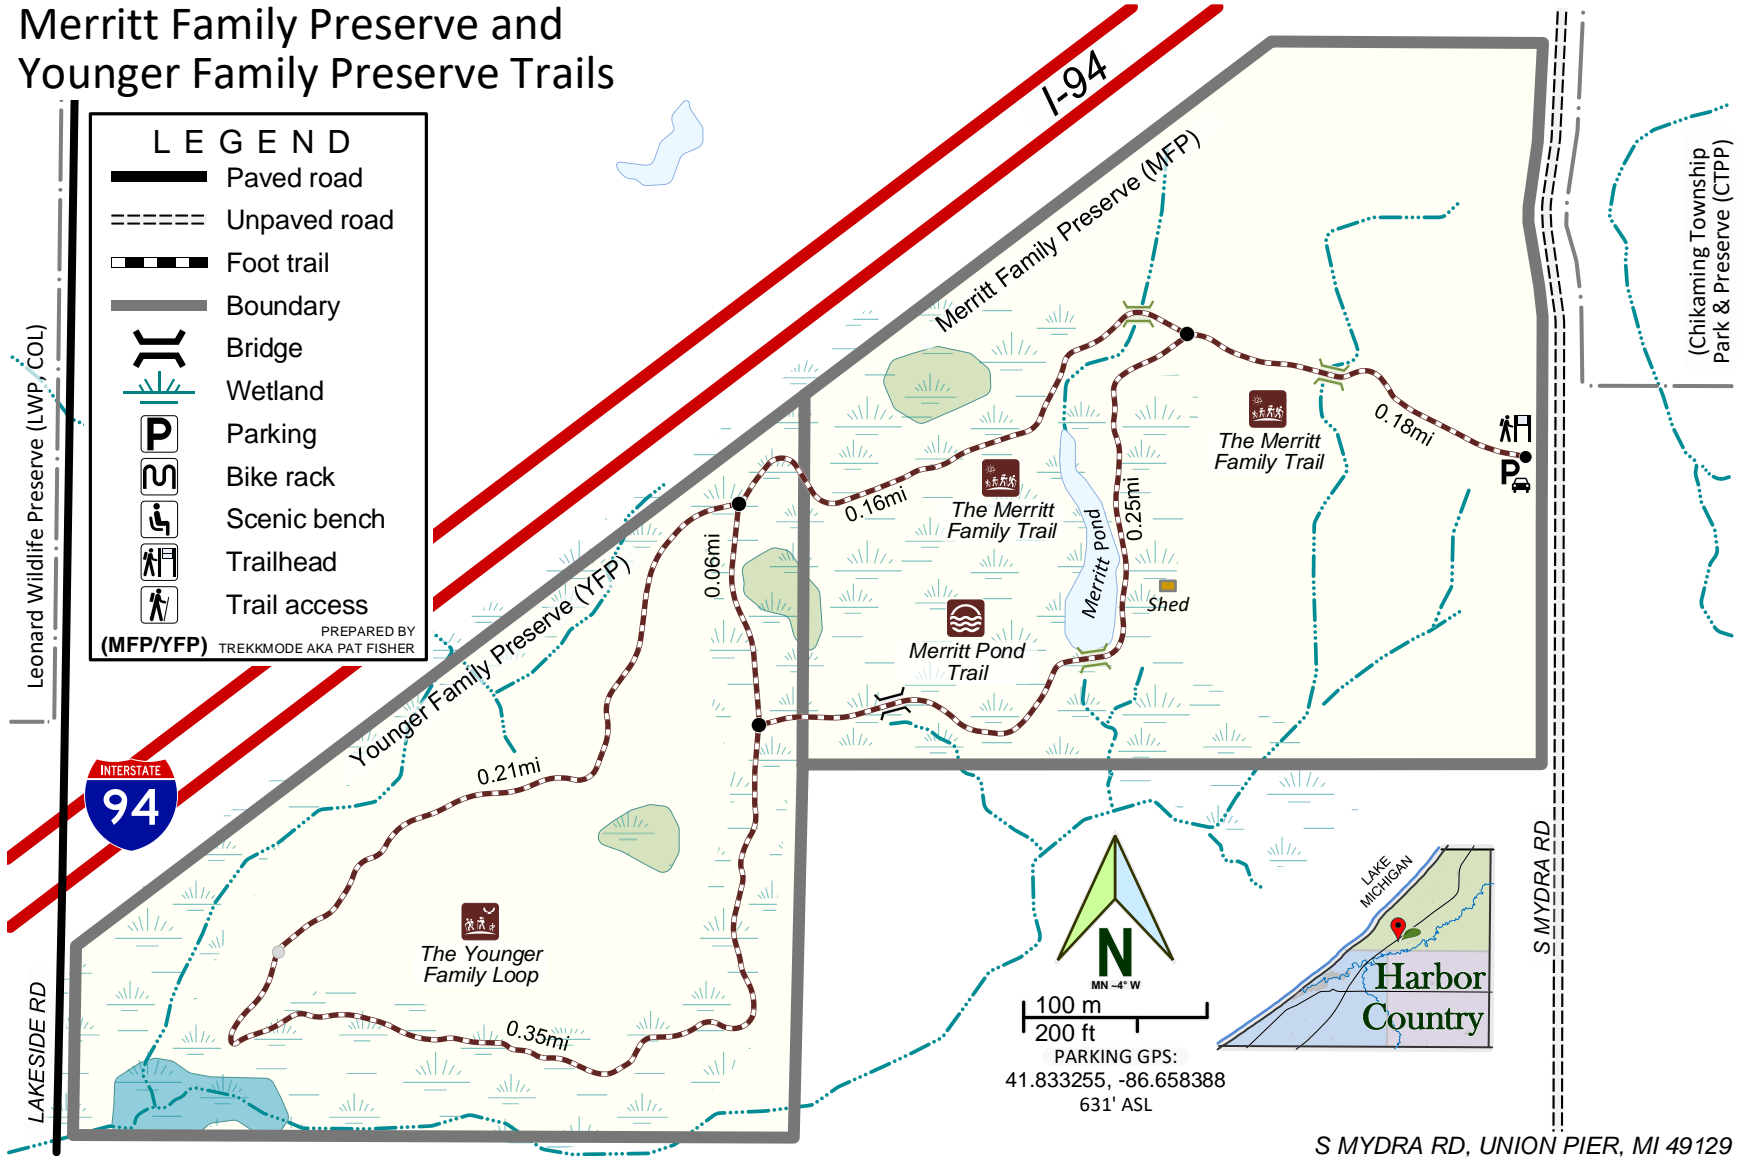 Merritt Family Preserve and
Younger Family Preserve Trails
LEGEND
Paved road
Unpaved road
Foot trail
Boundary
Bridge
Wetland
P
Parking
Bike rack
Scenic bench
Trailhead
Trail access
(MFP/YFP)
PREPARED BY
TREKKMODE AKA PAT FISHER
Leonard Wildlife Preserve (LWP, COL)
I-94
Merritt Family Preserve (MFP)
Younger Family Preserve (YFP)
(Chikaming Township
Park & Preserve (CTPP)
0.18mi
The Merritt
Family Trail
P
0.16mi
The Merritt
Family Trail
0.25mi
Merritt Pond
Shed
0.06mi
Merritt Pond
Trail
0.21mi
INTERSTATE
94
The Younger
Family Loop
0.35mi
LAKESIDE RD
N
MN ~4° W
100 m
200 ft
PARKING GPS:
41.833255, -86.658388
631' ASL
LAKE
MICHIGAN
Harbor
Country
S MYDRA RD
S MYDRA RD, UNION PIER, MI 49129